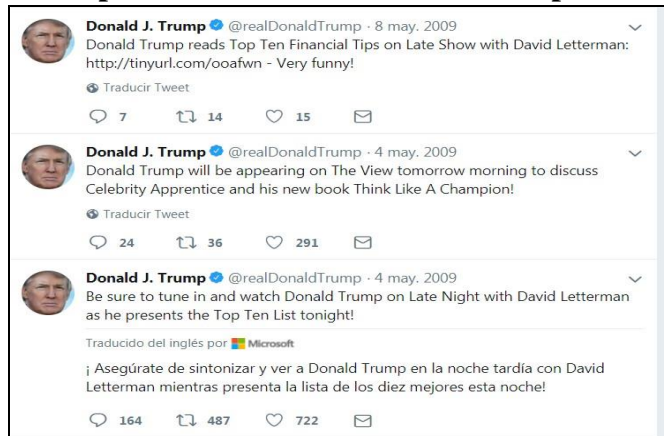 Donald J. Trump @realDonaldTrump · 8 may. 2009
Donald Trump reads Top Ten Financial Tips on Late Show with David Letterman:
http://tinyurl.com/ooafwn - Very funny!
Traducir Tweet
7 14 15
Donald J. Trump @realDonaldTrump · 4 may. 2009
Donald Trump will be appearing on The View tomorrow morning to discuss
Celebrity Apprentice and his new book Think Like A Champion!
Traducir Tweet
24 36 291
Donald J. Trump @realDonaldTrump · 4 may. 2009
Be sure to tune in and watch Donald Trump on Late Night with David Letterman
as he presents the Top Ten List tonight!
Traducido del inglés por Microsoft
¡ Asegúrate de sintonizar y ver a Donald Trump en la noche tardía con David
Letterman mientras presenta la lista de los diez mejores esta noche!
164 487 722